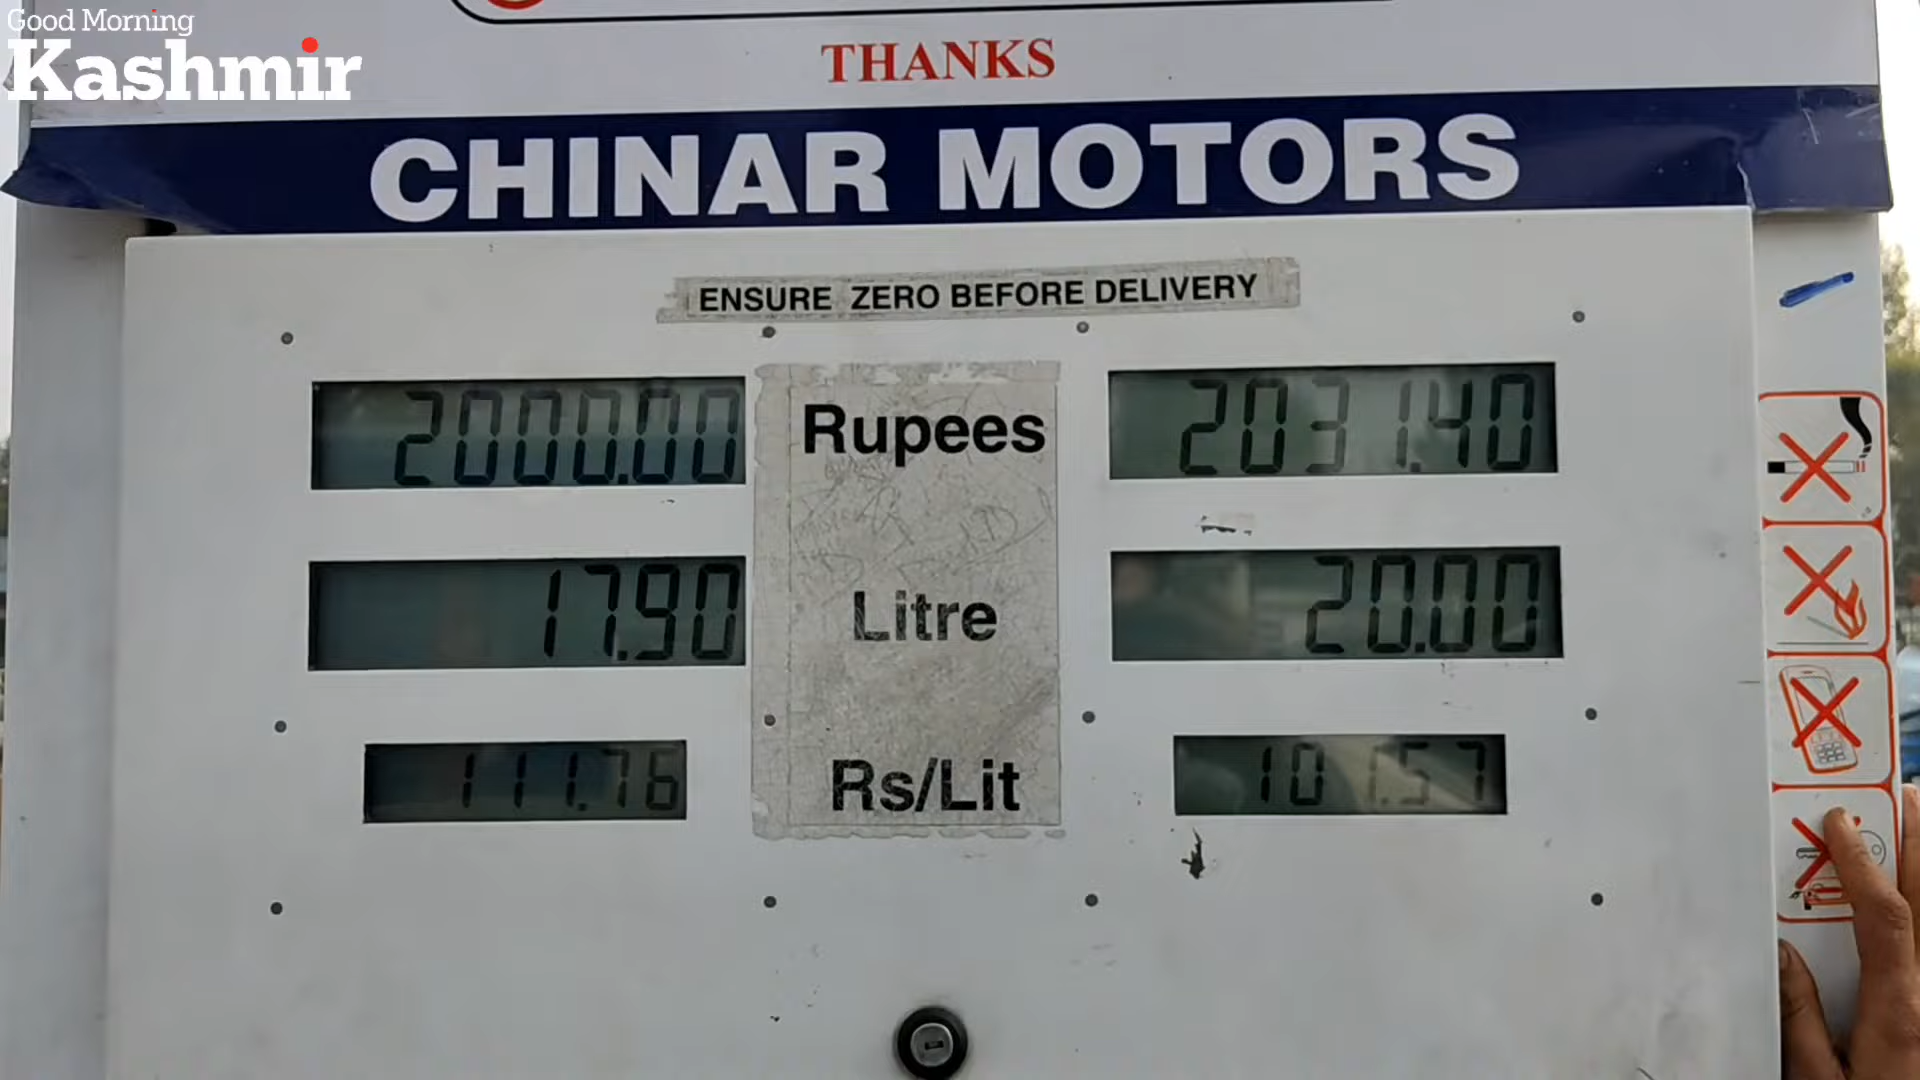 Good Morning
Kashmir
THANKS
CHINAR MOTORS
ENSURE ZERO BEFORE DELIVERY
2000.00 Rupees 2031.40
17.90 Litre 20.00
111.76 Rs/Lit 101.57